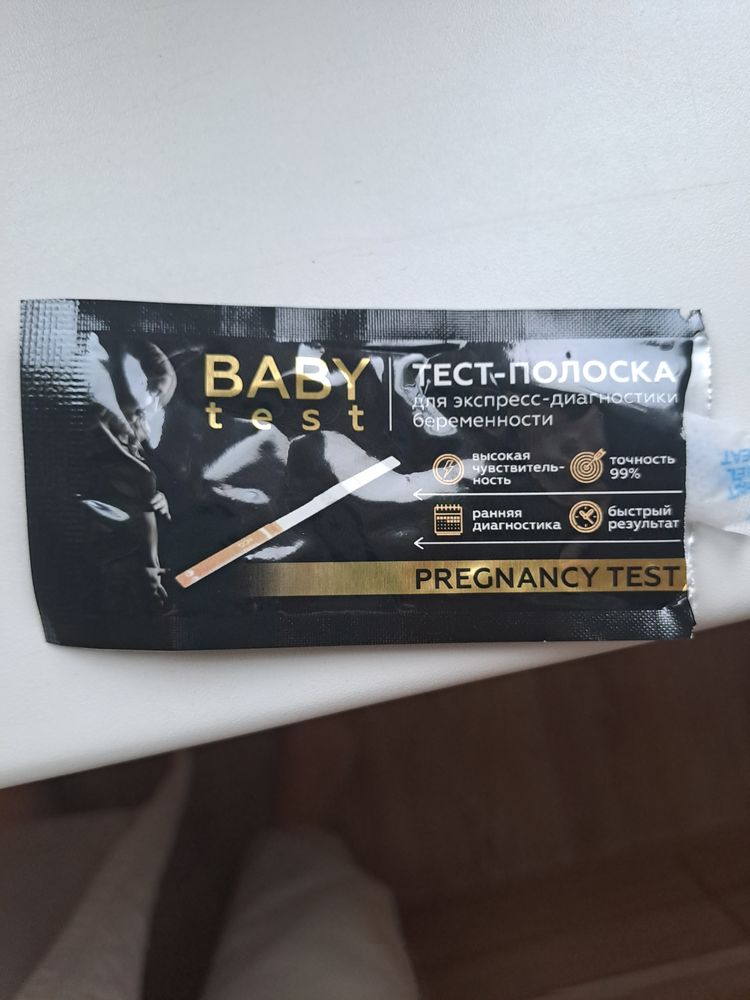 BABY
test
ТЕСТ-ПОЛОСКА
для экспресс-диагностики
беременности
высокая
чувствитель-
ность
точность
99%
ранняя
диагностика
быстрый
результат
PREGNANCY TEST